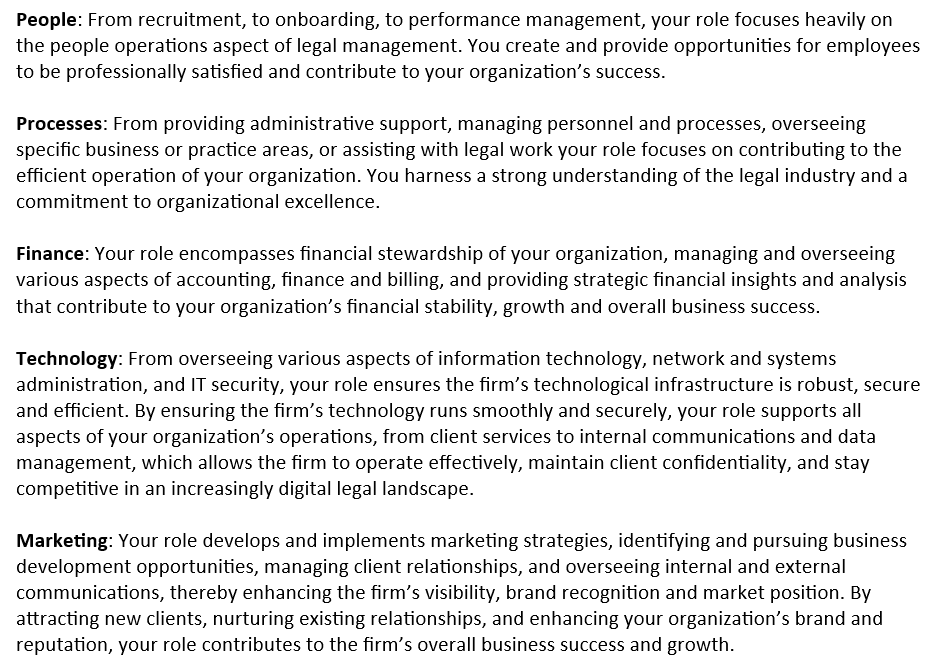 People: From recruitment, to onboarding, to performance management, your role focuses heavily on
the people operations aspect of legal management. You create and provide opportunities for employees
to be professionally satisfied and contribute to your organization’s success.
Processes: From providing administrative support, managing personnel and processes, overseeing
specific business or practice areas, or assisting with legal work your role focuses on contributing to the
efficient operation of your organization. You harness a strong understanding of the legal industry and a
commitment to organizational excellence.
Finance: Your role encompasses financial stewardship of your organization, managing and overseeing
various aspects of accounting, finance and billing, and providing strategic financial insights and analysis
that contribute to your organization’s financial stability, growth and overall business success.
Technology: From overseeing various aspects of information technology, network and systems
administration, and IT security, your role ensures the firm’s technological infrastructure is robust, secure
and efficient. By ensuring the firm’s technology runs smoothly and securely, your role supports all
aspects of your organization’s operations, from client services to internal communications and data
management, which allows the firm to operate effectively, maintain client confidentiality, and stay
competitive in an increasingly digital legal landscape.
Marketing: Your role develops and implements marketing strategies, identifying and pursuing business
development opportunities, managing client relationships, and overseeing internal and external
communications, thereby enhancing the firm’s visibility, brand recognition and market position. By
attracting new clients, nurturing existing relationships, and enhancing your organization’s brand and
reputation, your role contributes to the firm’s overall business success and growth.